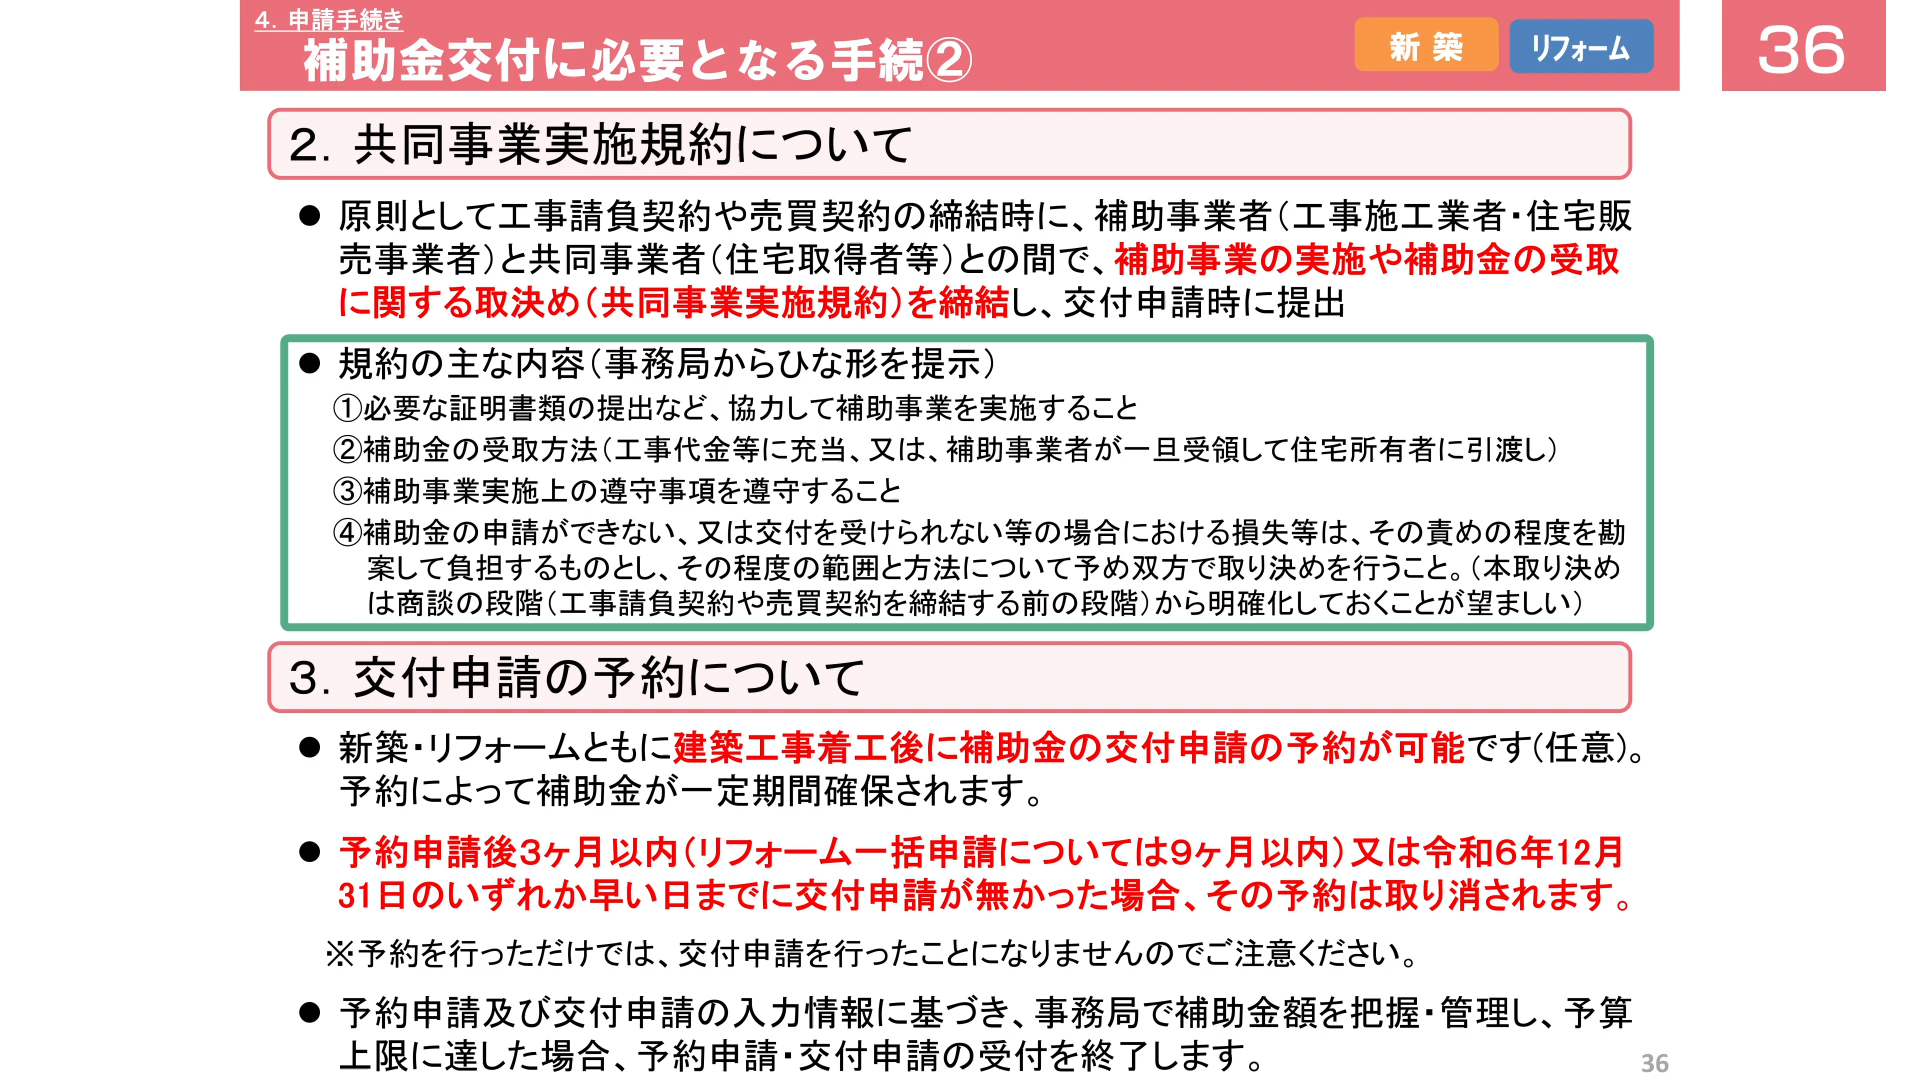 4．申請手続き
補助金交付に必要となる手続②
新 築
リフォーム
36
２．共同事業実施規約について
● 原則として工事請負契約や売買契約の締結時に、補助事業者（工事施工業者・住宅販
売事業者）と共同事業者（住宅取得者等）との間で、補助事業の実施や補助金の受取
に関する取決め（共同事業実施規約）を締結し、交付申請時に提出
● 規約の主な内容（事務局からひな形を提示）
①必要な証明書類の提出など、協力して補助事業を実施すること
②補助金の受取方法（工事代金等に充当、又は、補助事業者が一旦受領して住宅所有者に引渡し）
③補助事業実施上の遵守事項を遵守すること
④補助金の申請ができない、又は交付を受けられない等の場合における損失等は、その責めの程度を勘
案して負担するものとし、その程度の範囲と方法について予め双方で取り決めを行うこと。（本取り決め
は商談の段階（工事請負契約や売買契約を締結する前の段階）から明確化しておくことが望ましい）
３．交付申請の予約について
● 新築・リフォームともに建築工事着工後に補助金の交付申請の予約が可能です(任意)。
予約によって補助金が一定期間確保されます。
● 予約申請後3ヶ月以内（リフォーム一括申請については9ヶ月以内）又は令和6年12月
31日のいずれか早い日までに交付申請が無かった場合、その予約は取り消されます。
※予約を行っただけでは、交付申請を行ったことになりませんのでご注意ください。
● 予約申請及び交付申請の入力情報に基づき、事務局で補助金額を把握・管理し、予算
上限に達した場合、予約申請・交付申請の受付を終了します。
36